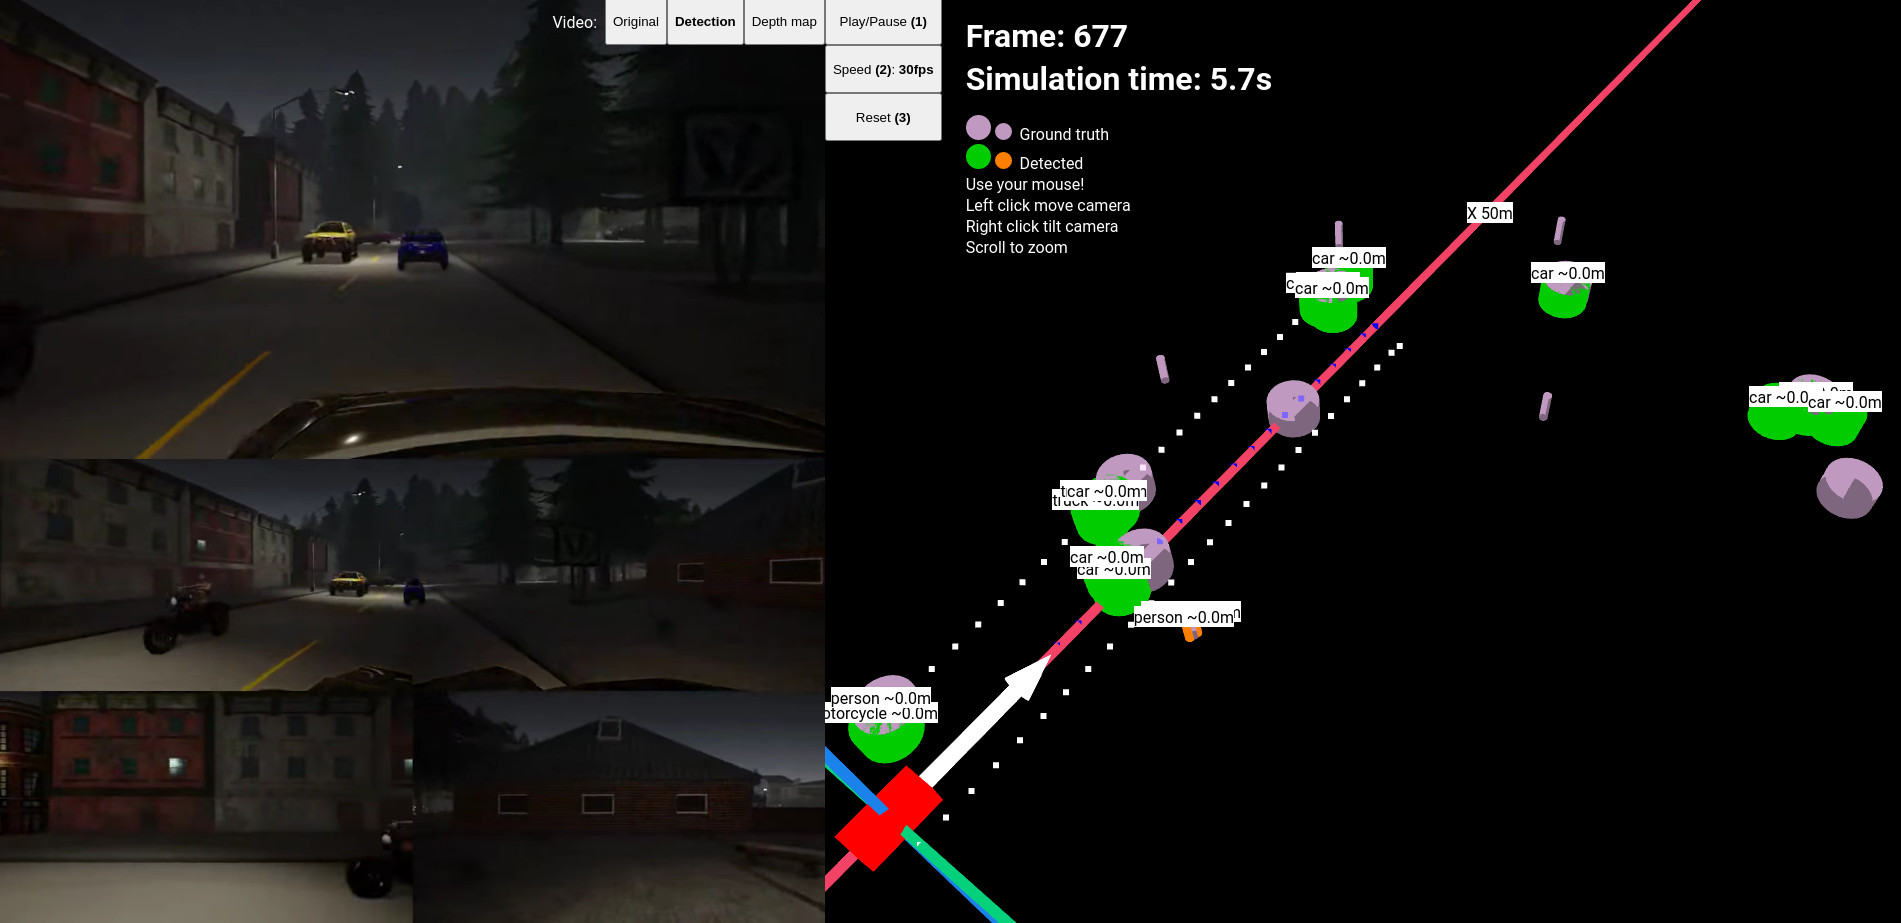 Video:
Original
Detection
Depth map
Play/Pause (1)
Speed (2): 30fps
Reset (3)
Frame: 677
Simulation time: 5.7s
Ground truth
Detected
Use your mouse!
Left click move camera
Right click tilt camera
Scroll to zoom
X 50m
car ~0.0m
car ~0.0m
car ~0.0m
car ~0.0
car ~0.0m
car ~0.0m
truck ~0.0m
car ~0.0m
car ~0.0m
person ~0.0m
person ~0.0m
otorcycle ~0.0m